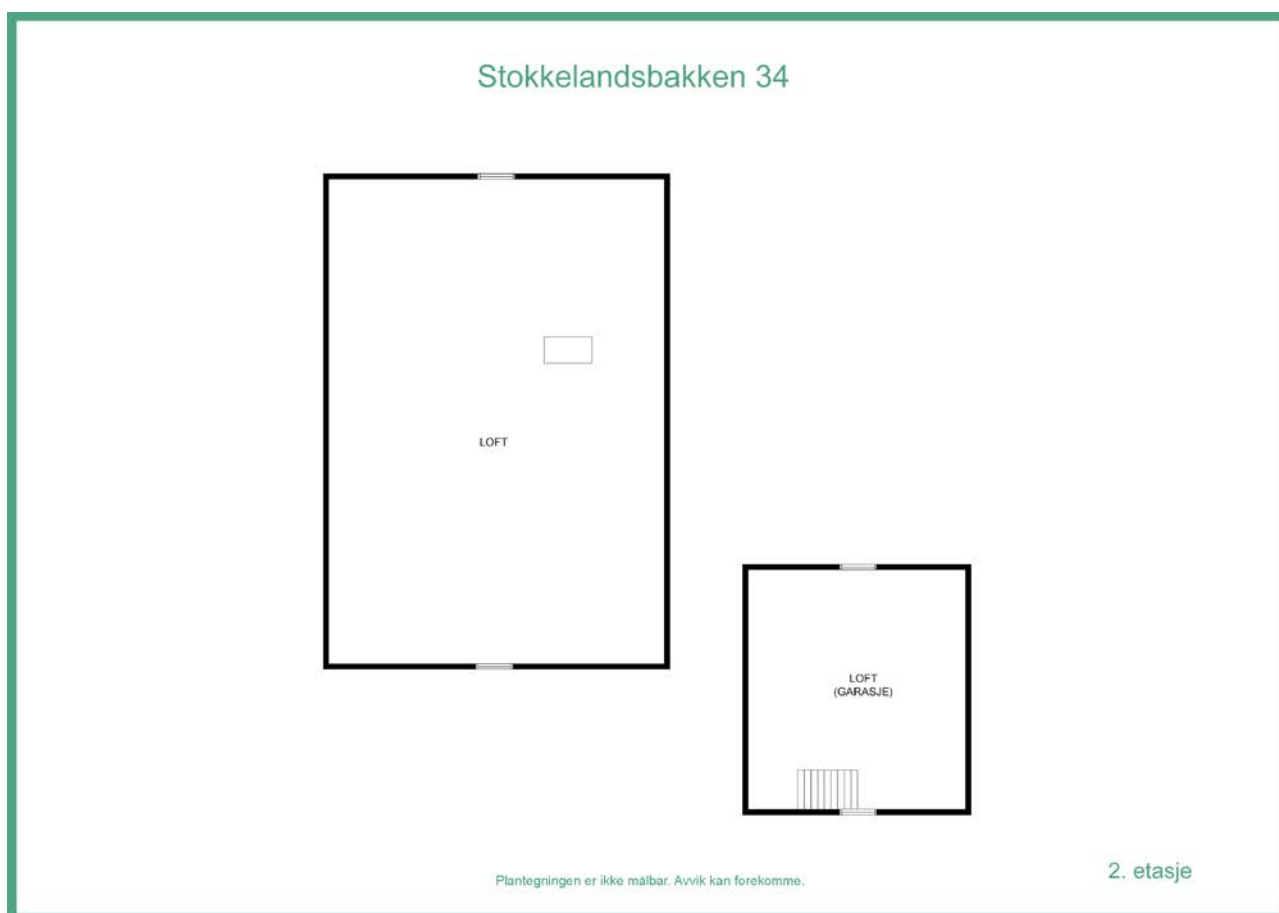 Stokkelandsbakken 34
LOFT
LOFT
(GARASJE)
Plantegningen er ikke målbar. Avvik kan forekomme.
2. etasje